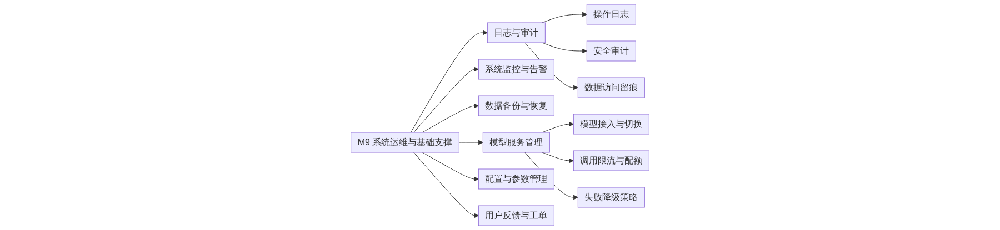 M9 系统运维与基础支撑
日志与审计
操作日志
安全审计
数据访问留痕
系统监控与告警
数据备份与恢复
模型服务管理
模型接入与切换
调用限流与配额
失败降级策略
配置与参数管理
用户反馈与工单